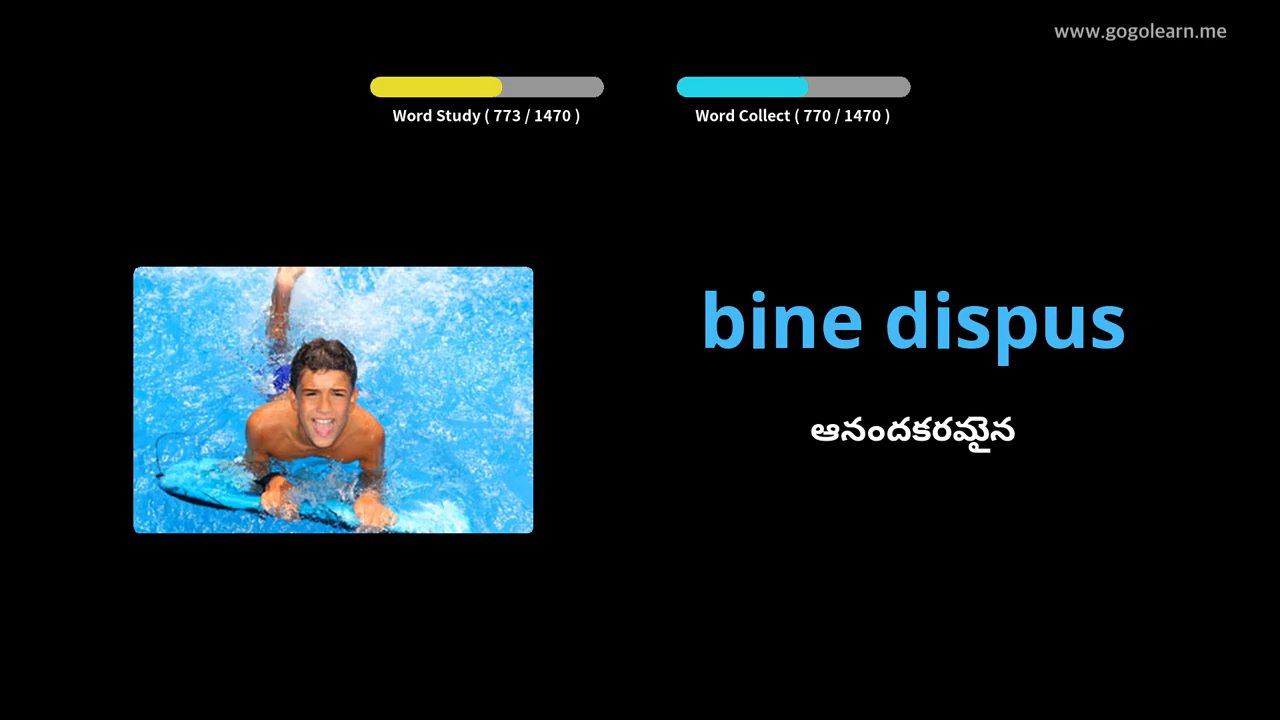 www.gogolearn.me
Word Study ( 773 / 1470 )
Word Collect ( 770 / 1470 )
bine dispus
ఆనందకరమైన